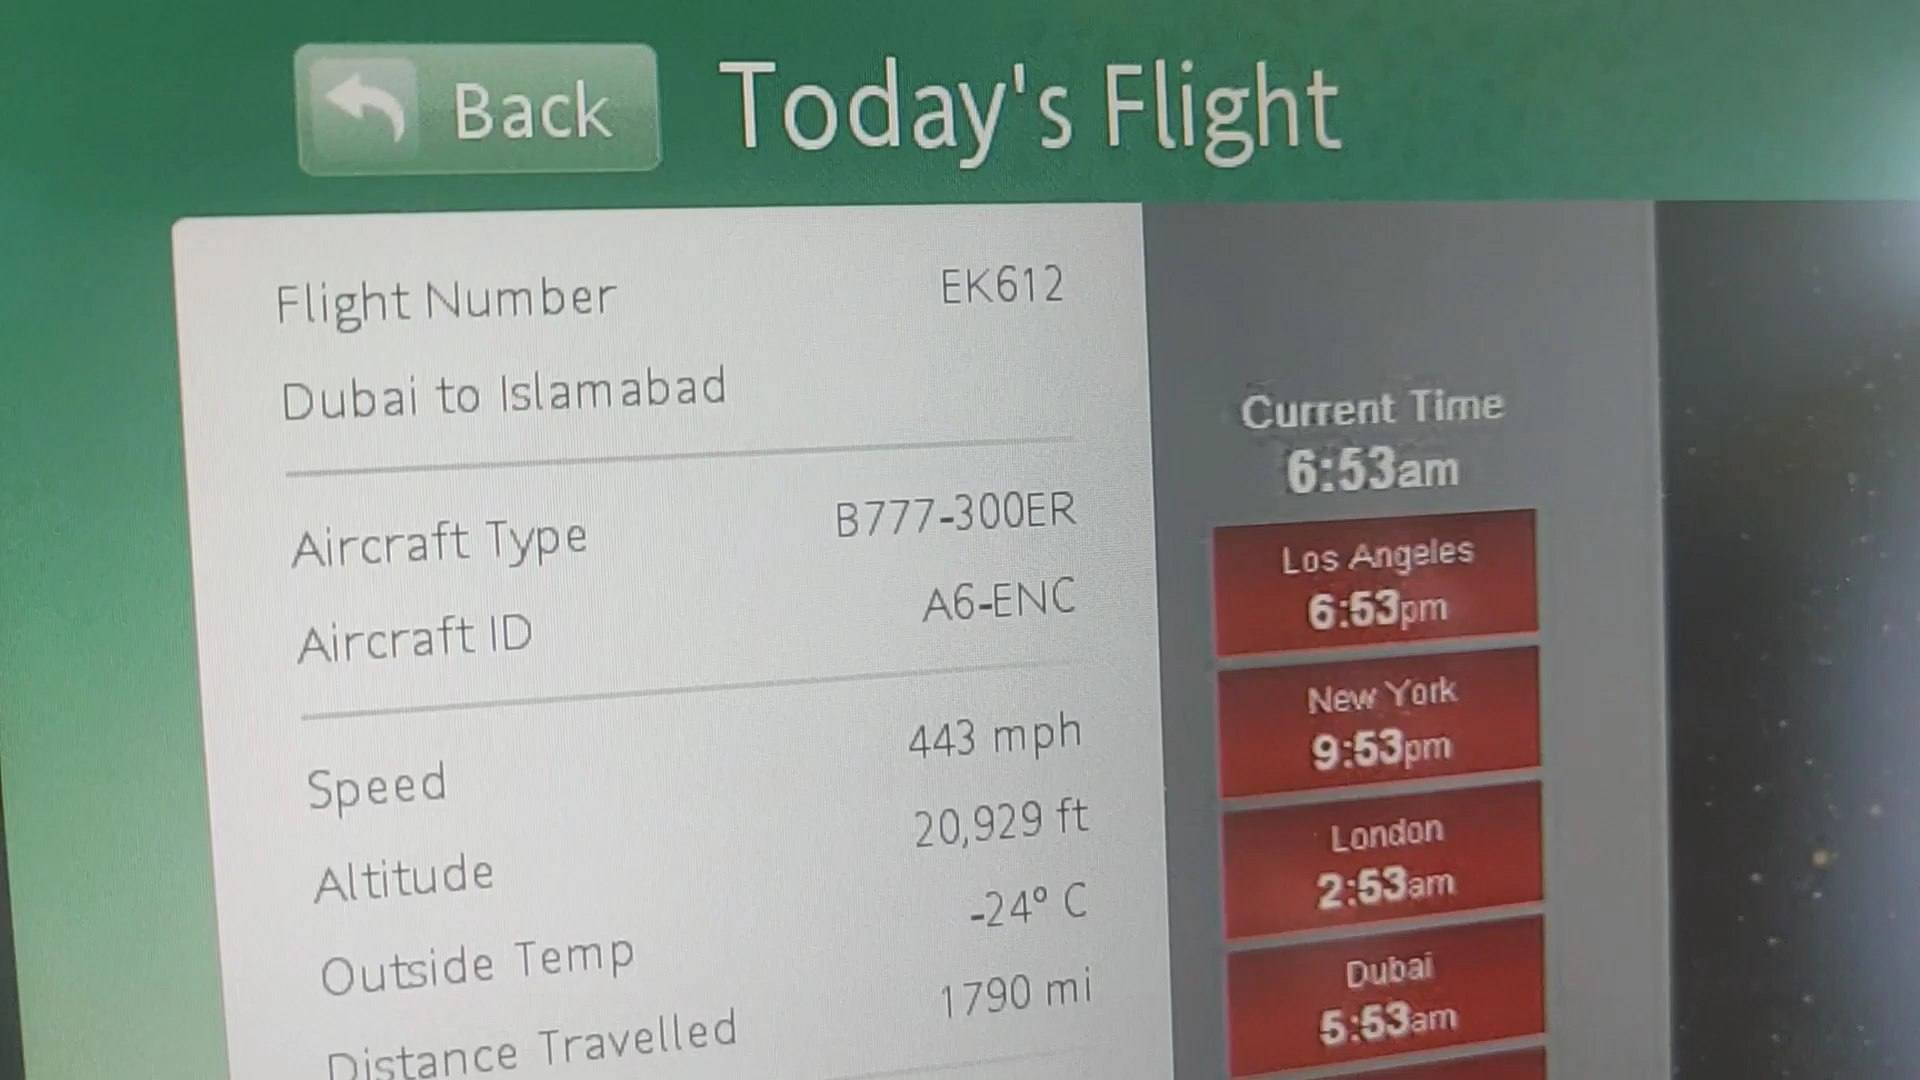 Back
Today's Flight
Flight Number EK612
Dubai to Islamabad
Aircraft Type B777-300ER
Aircraft ID A6-ENC
Speed 443 mph
Altitude 20,929 ft
Outside Temp -24° C
Distance Travelled 1790 mi
Current Time
6:53am
Los Angeles
6:53pm
New York
9:53pm
London
2:53am
Dubai
5:53am